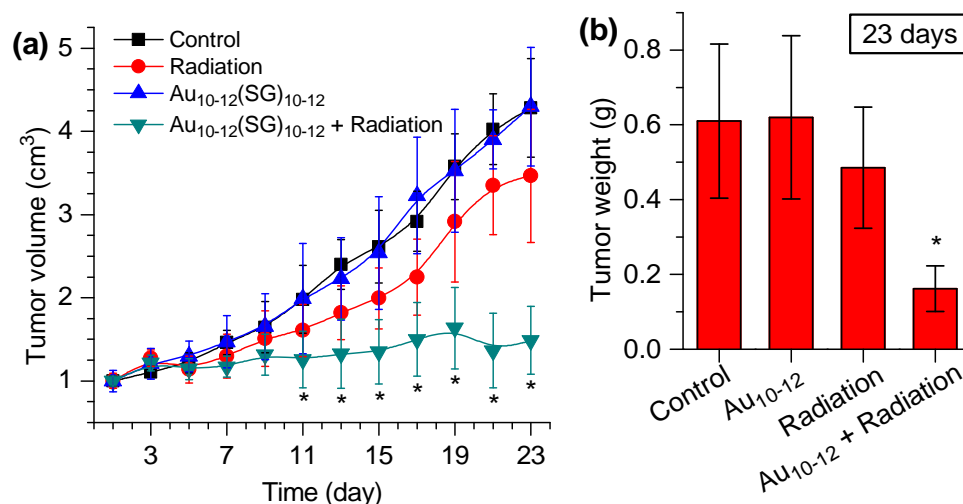 (a)
Control
Radiation
Au₁₀₋₁₂(SG)₁₀₋₁₂
Au₁₀₋₁₂(SG)₁₀₋₁₂ + Radiation
Tumor volume (cm³)
5
4
3
2
1
* * * * * * *
3 7 11 15 19 23
Time (day)
(b)
23 days
Tumor weight (g)
0.8
0.6
0.4
0.2
0.0
*
Control
Au₁₀₋₁₂
Radiation
Au₁₀₋₁₂ + Radiation